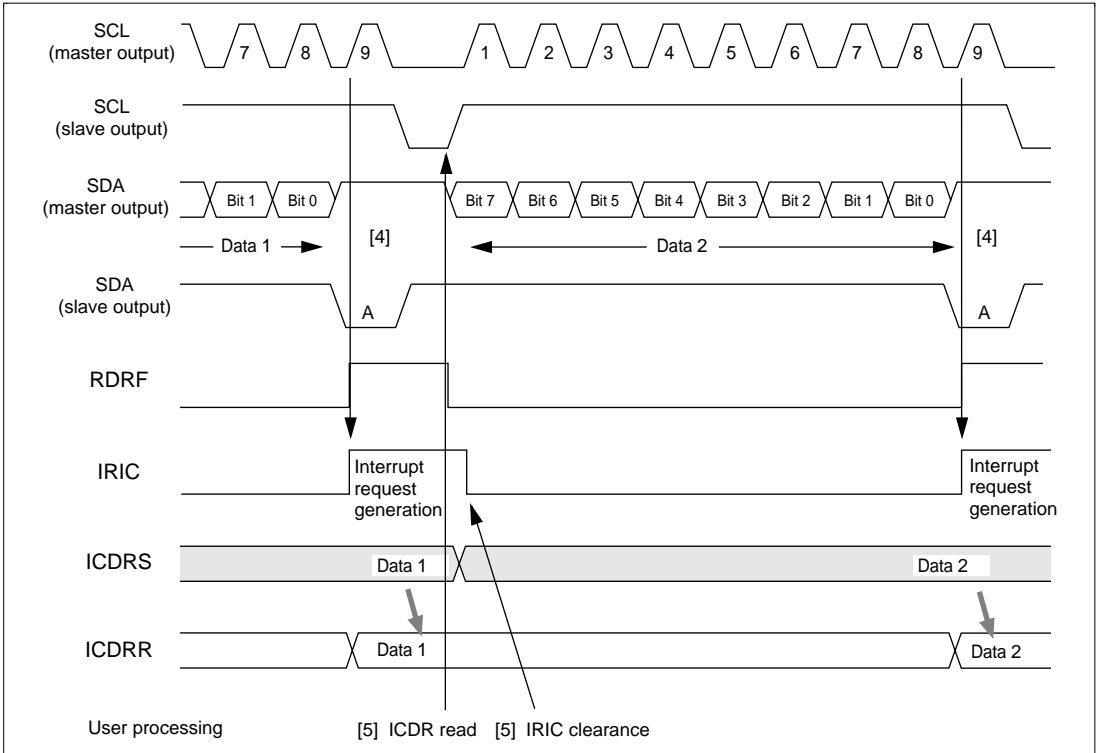 SCL
(master output)
7 8 9 1 2 3 4 5 6 7 8 9
SCL
(slave output)
SDA
(master output)
Bit 1 Bit 0 Bit 7 Bit 6 Bit 5 Bit 4 Bit 3 Bit 2 Bit 1 Bit 0
Data 1 [4] Data 2 [4]
SDA
(slave output)
A A
RDRF
IRIC
Interrupt
request
generation
Interrupt
request
generation
ICDRS
Data 1 Data 2
ICDRR
Data 1 Data 2
User processing [5] ICDR read [5] IRIC clearance